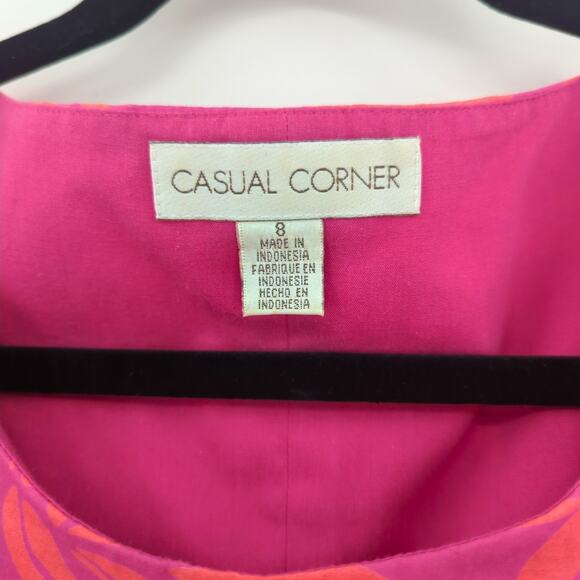 CASUAL CORNER
8
MADE IN
INDONESIA
FABRIQUE EN
INDONESIE
HECHO EN
INDONESIA